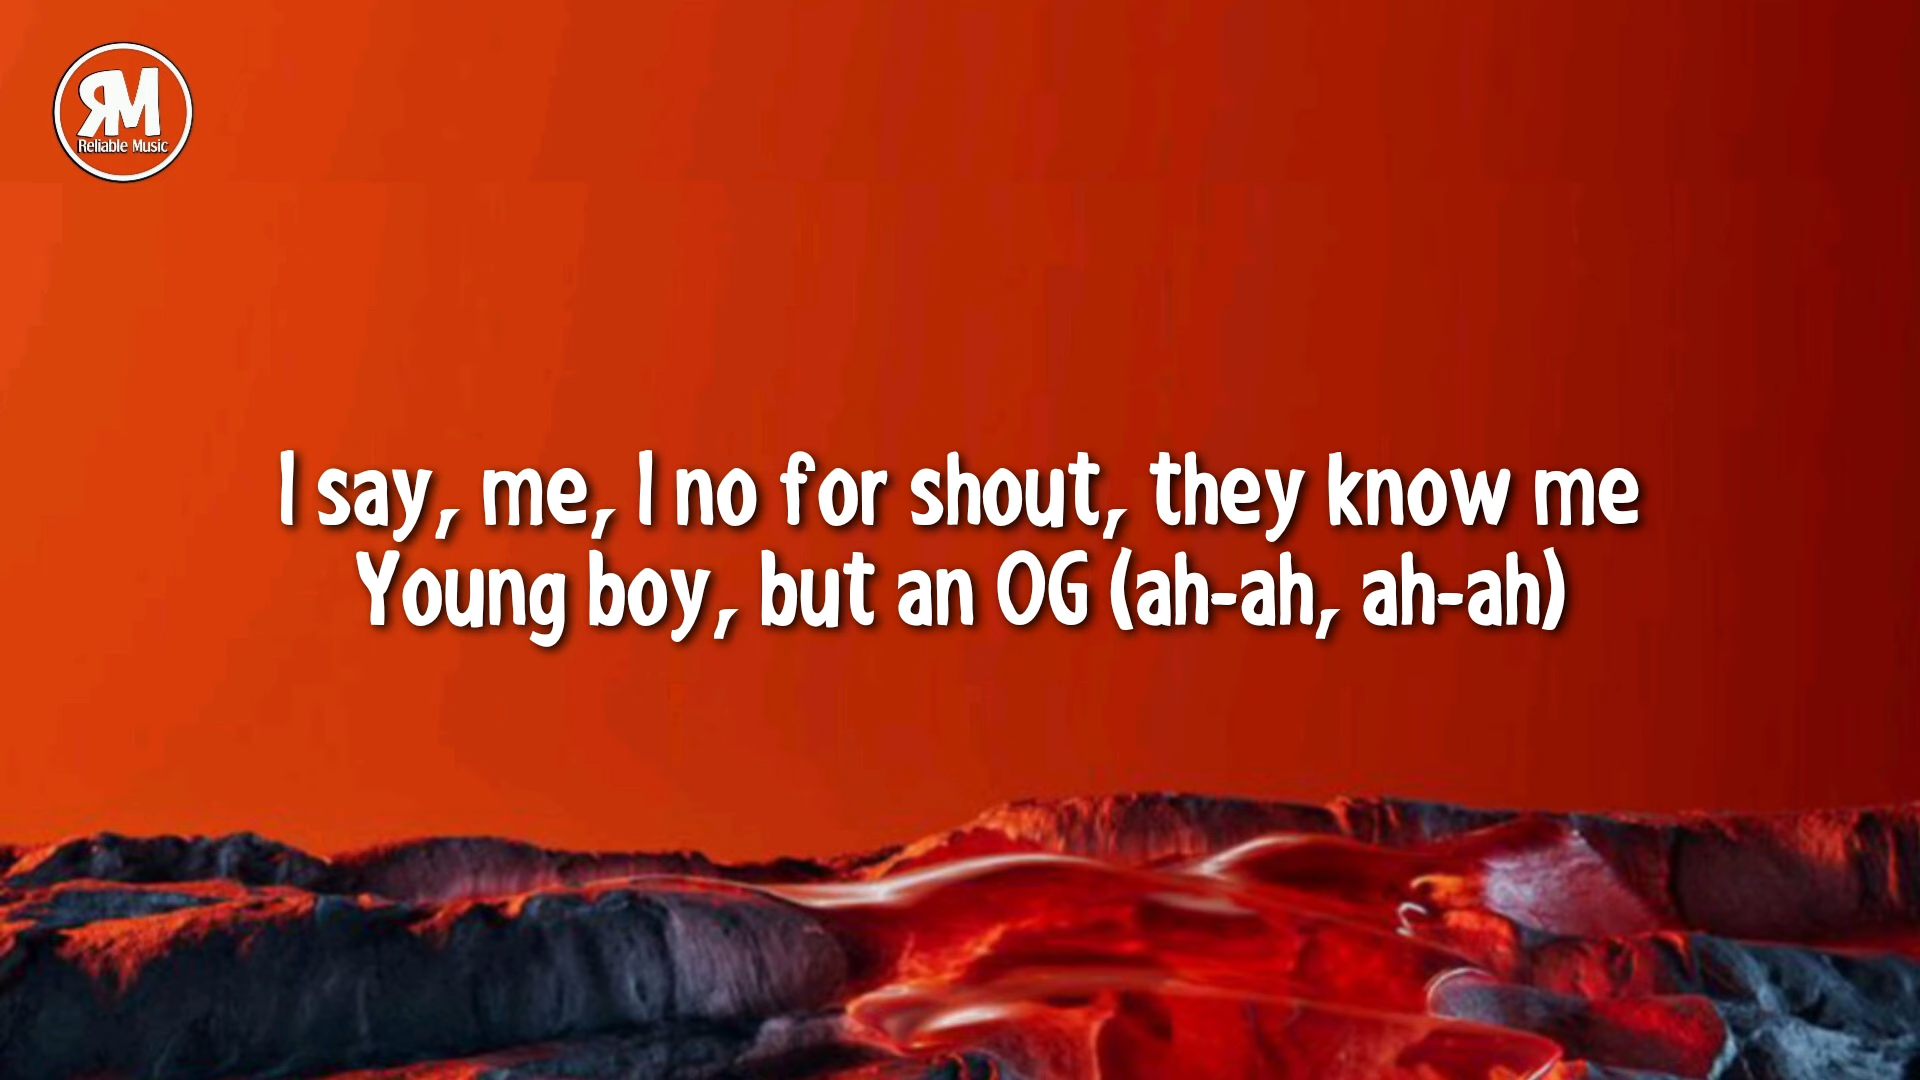 RM
Reliable Music
I say, me, I no for shout, they know me
Young boy, but an OG (ah-ah, ah-ah)